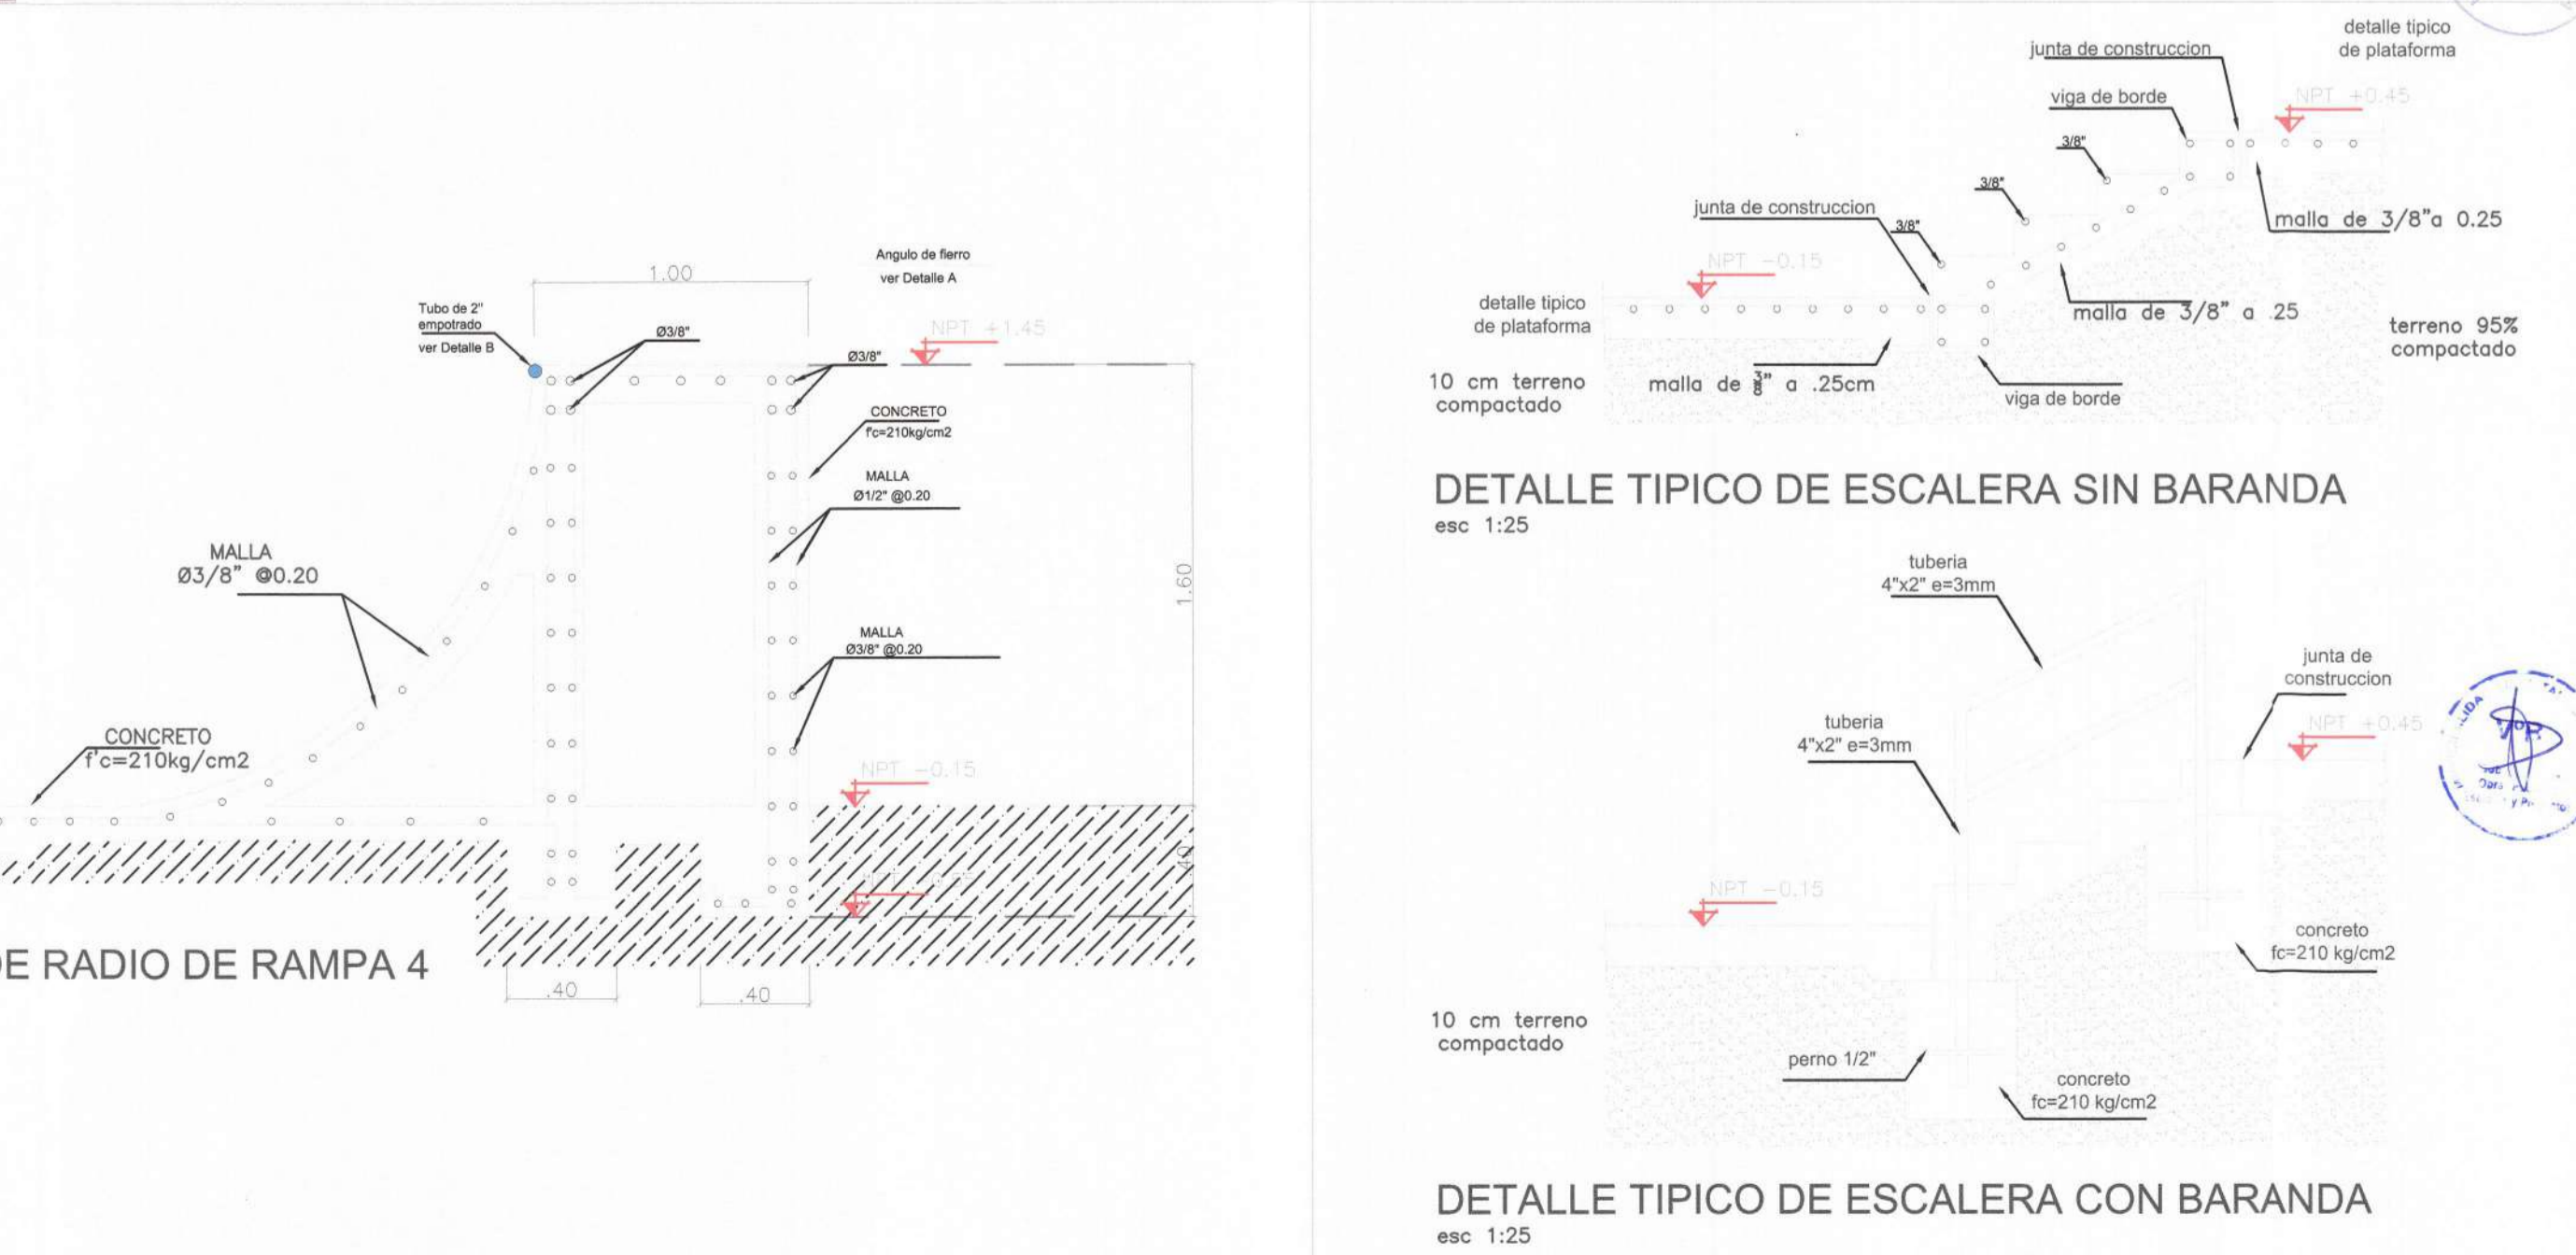 1.00
Angulo de fierro
ver Detalle A
Tubo de 2"
empotrado
ver Detalle B
Ø3/8"
NPT +1.45
Ø3/8"
CONCRETO
f'c=210kg/cm2
MALLA
Ø1/2" @0.20
MALLA
Ø3/8" @0.20
1.60
MALLA
Ø3/8" @0.20
CONCRETO
f'c=210kg/cm2
NPT -0.15
.40
E RADIO DE RAMPA 4
.40
.40
detalle tipico
de plataforma
junta de construccion
viga de borde
NPT +0.45
3/8"
3/8"
junta de construccion
3/8"
malla de 3/8"a 0.25
NPT -0.15
detalle tipico
de plataforma
malla de 3/8" a .25
terreno 95%
compactado
10 cm terreno
compactado
malla de 3/8" a .25cm
viga de borde
DETALLE TIPICO DE ESCALERA SIN BARANDA
esc 1:25
tuberia
4"x2" e=3mm
junta de
construccion
tuberia
4"x2" e=3mm
NPT +0.45
NPT -0.15
concreto
fc=210 kg/cm2
10 cm terreno
compactado
perno 1/2"
concreto
fc=210 kg/cm2
DETALLE TIPICO DE ESCALERA CON BARANDA
esc 1:25